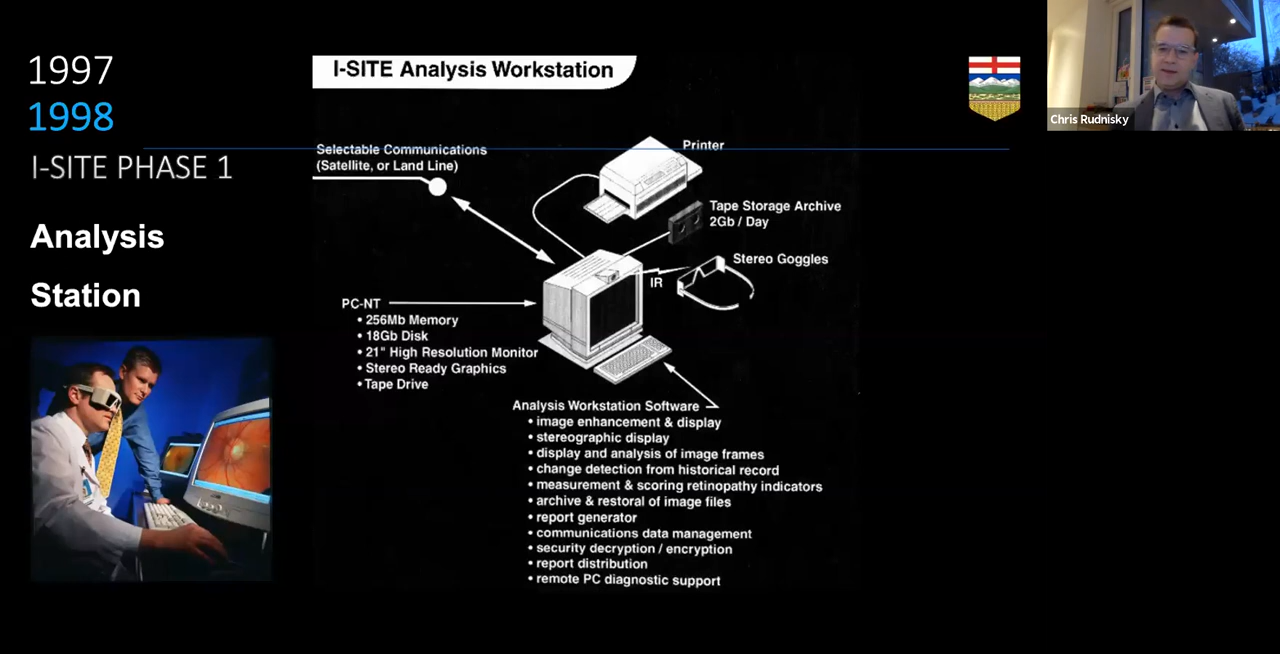 1997
1998
I-SITE PHASE 1
Analysis
Station
I-SITE Analysis Workstation
Selectable Communications
(Satellite, or Land Line)
Printer
Tape Storage Archive
2Gb / Day
Stereo Goggles
IR
PC-NT
• 256Mb Memory
• 18Gb Disk
• 21" High Resolution Monitor
• Stereo Ready Graphics
• Tape Drive
Analysis Workstation Software
• image enhancement & display
• stereographic display
• display and analysis of image frames
• change detection from historical record
• measurement & scoring retinopathy indicators
• archive & restoral of image files
• report generator
• communications data management
• security decryption / encryption
• report distribution
• remote PC diagnostic support
Chris Rudnisky